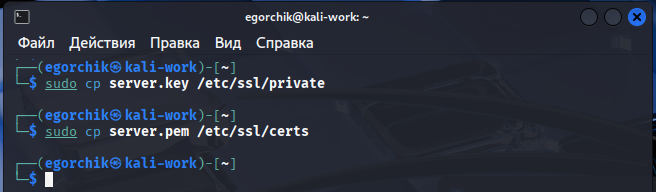 egorchik@kali-work: ~
Файл Действия Правка Вид Справка
┌──(egorchik㉿kali-work)-[~]
└─$ sudo cp server.key /etc/ssl/private
┌──(egorchik㉿kali-work)-[~]
└─$ sudo cp server.pem /etc/ssl/certs
┌──(egorchik㉿kali-work)-[~]
└─$